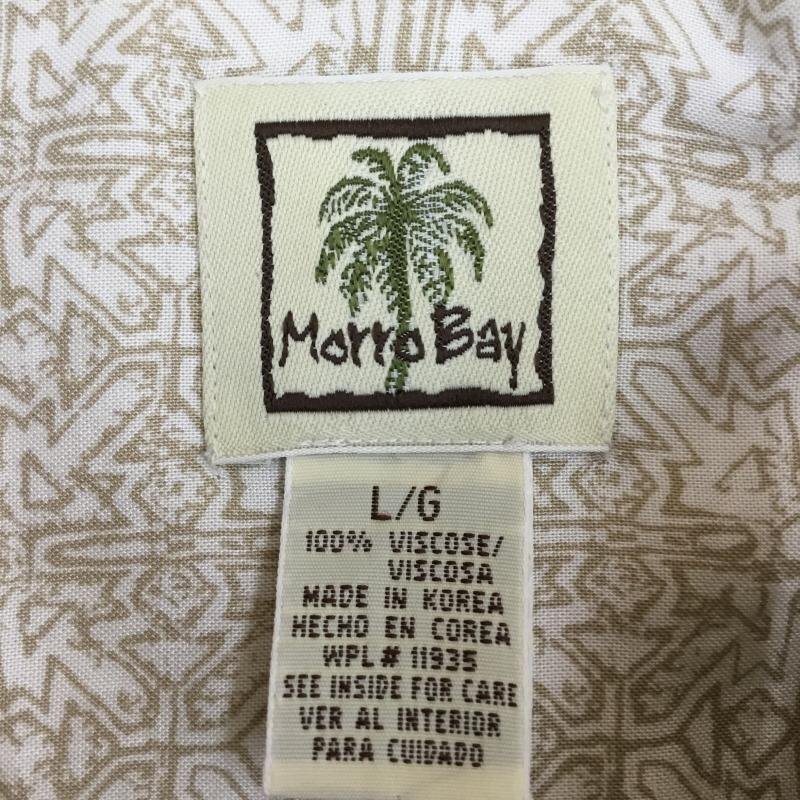 Morro Bay
L/G
100% VISCOSE/
VISCOSA
MADE IN KOREA
HECHO EN COREA
WPL# 11935
SEE INSIDE FOR CARE
VER AL INTERIOR
PARA CUIDADO